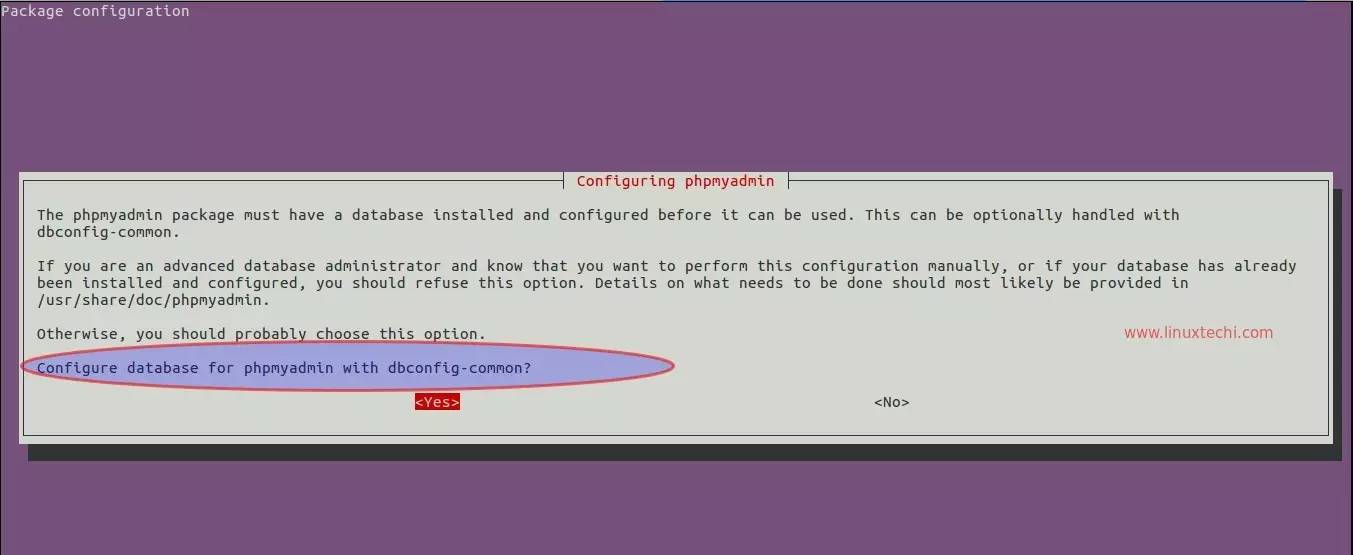 Package configuration
Configuring phpmyadmin
The phpmyadmin package must have a database installed and configured before it can be used. This can be optionally handled with
dbconfig-common.
If you are an advanced database administrator and know that you want to perform this configuration manually, or if your database has already
been installed and configured, you should refuse this option. Details on what needs to be done should most likely be provided in
/usr/share/doc/phpmyadmin.
Otherwise, you should probably choose this option.
www.linuxtechi.com
Configure database for phpmyadmin with dbconfig-common?
<Yes> <No>